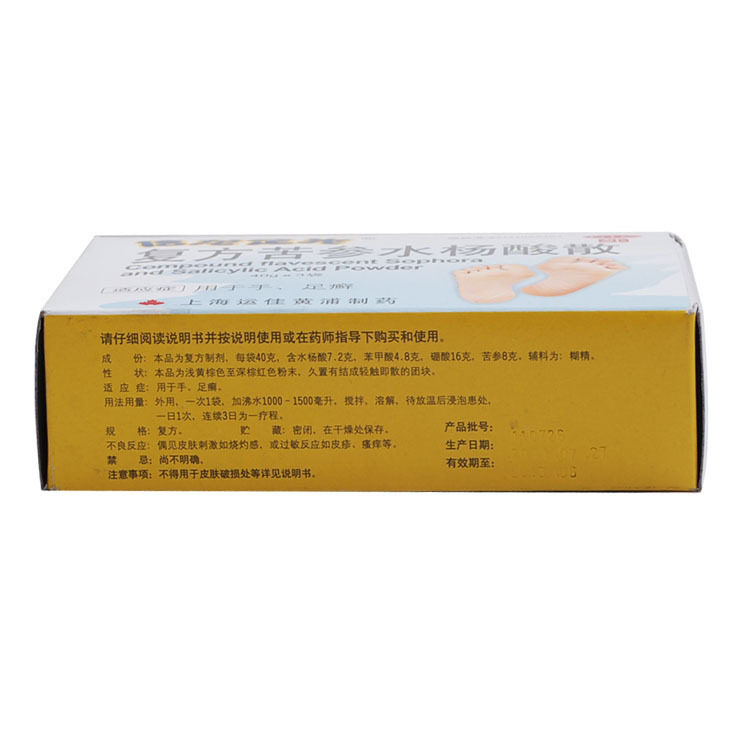 复方苦参水杨酸散
Compound flavescent Sophora
and Salicylic Acid Powder
40g×3袋
[适应症]用于手、足癣
上海运佳黄浦制药
请仔细阅读说明书并按说明使用或在药师指导下购买和使用。
成 份: 本品为复方制剂, 每袋40克, 含水杨酸7.2克, 苯甲酸4.8克, 硼酸16克, 苦参8克。辅料为: 糊精。
性 状: 本品为浅黄棕色至深棕红色粉末, 久置有结成轻触即散的团块。
适 应 症: 用于手、足癣。
用法用量: 外用, 一次1袋, 加沸水1000-1500毫升, 搅拌、溶解、待放温后浸泡患处,
一日1次, 连续3日为一疗程。
规 格: 复方。 贮 藏: 密闭, 在干燥处保存。
不良反应: 偶见皮肤刺激如烧灼感, 或过敏反应如皮疹、瘙痒等。
禁 忌: 尚不明确。
注意事项: 不得用于皮肤破损处等详见说明书。
产品批号:
生产日期:
有效期至: